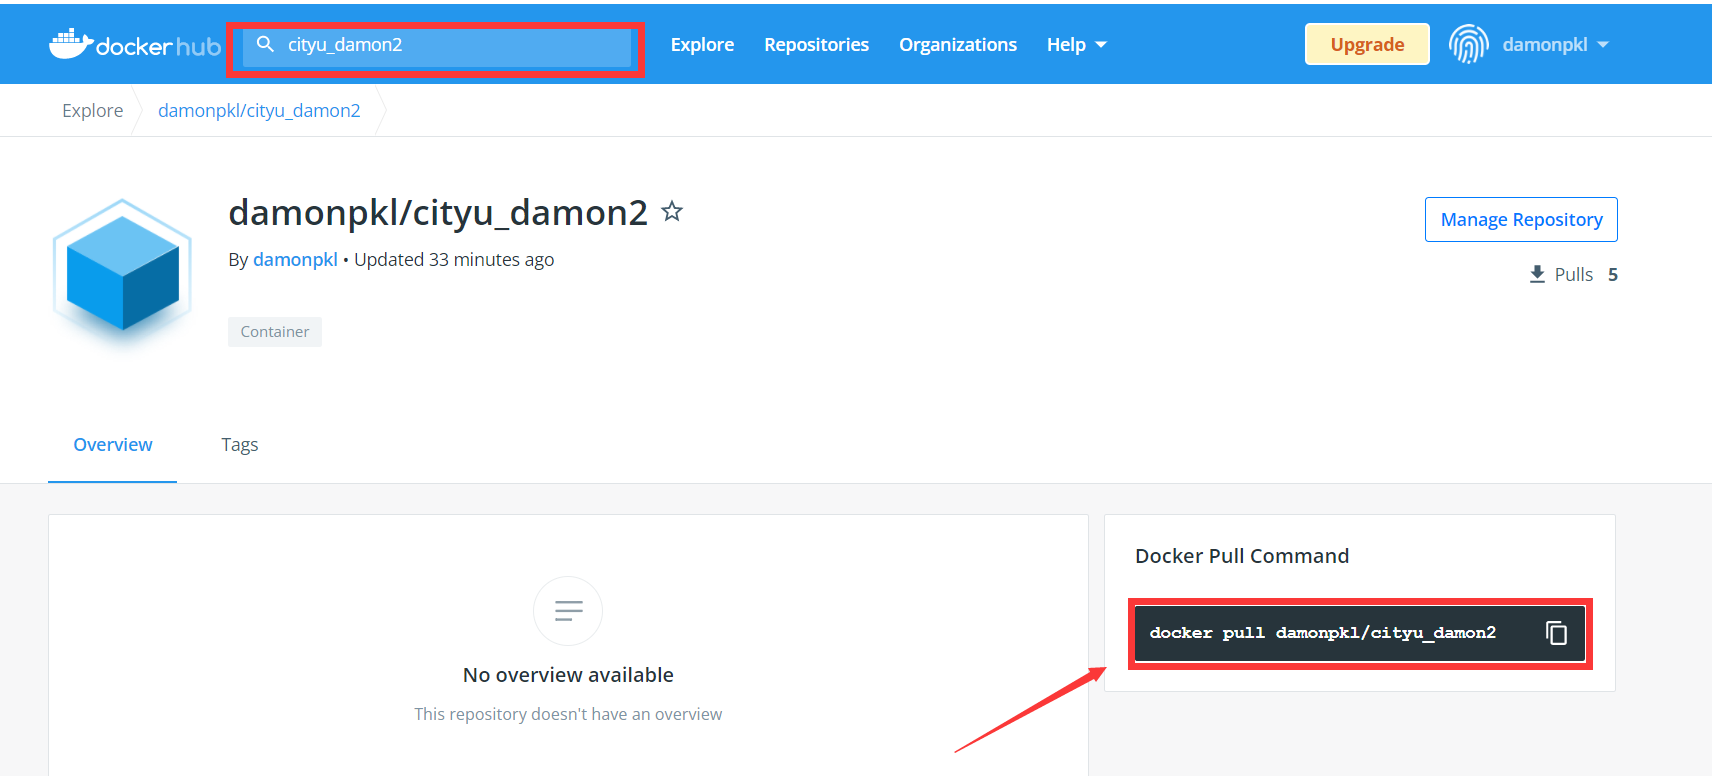 docker hub
cityu_damon2
Explore Repositories Organizations Help
Upgrade
damonpkl
Explore
damonpkl/cityu_damon2
damonpkl/cityu_damon2
By damonpkl • Updated 33 minutes ago
Container
Manage Repository
Pulls 5
Overview
Tags
No overview available
This repository doesn't have an overview
Docker Pull Command
docker pull damonpkl/cityu_damon2